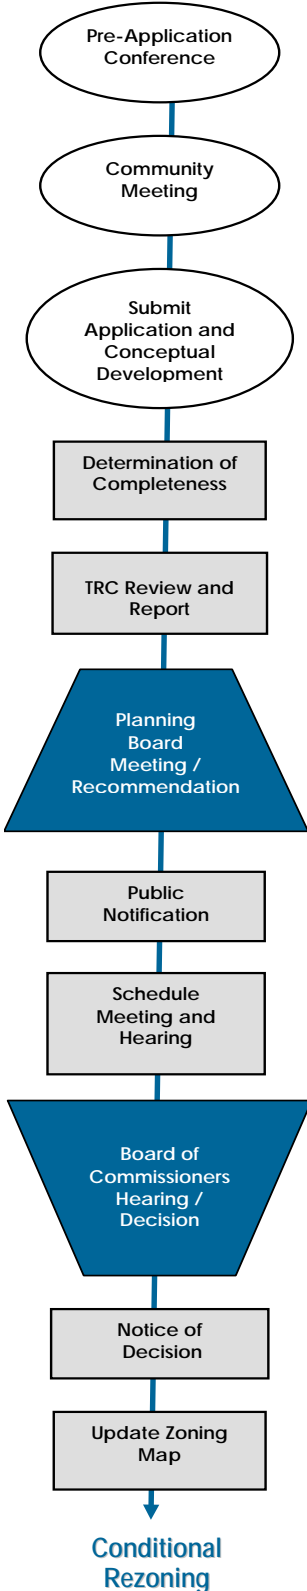 Pre-Application
Conference
Community
Meeting
Submit
Application and
Conceptual
Development
Determination of
Completeness
TRC Review and
Report
Planning
Board
Meeting /
Recommendation
Public
Notification
Schedule
Meeting and
Hearing
Board of
Commissioners
Hearing /
Decision
Notice of
Decision
Update Zoning
Map
Conditional
Rezoning